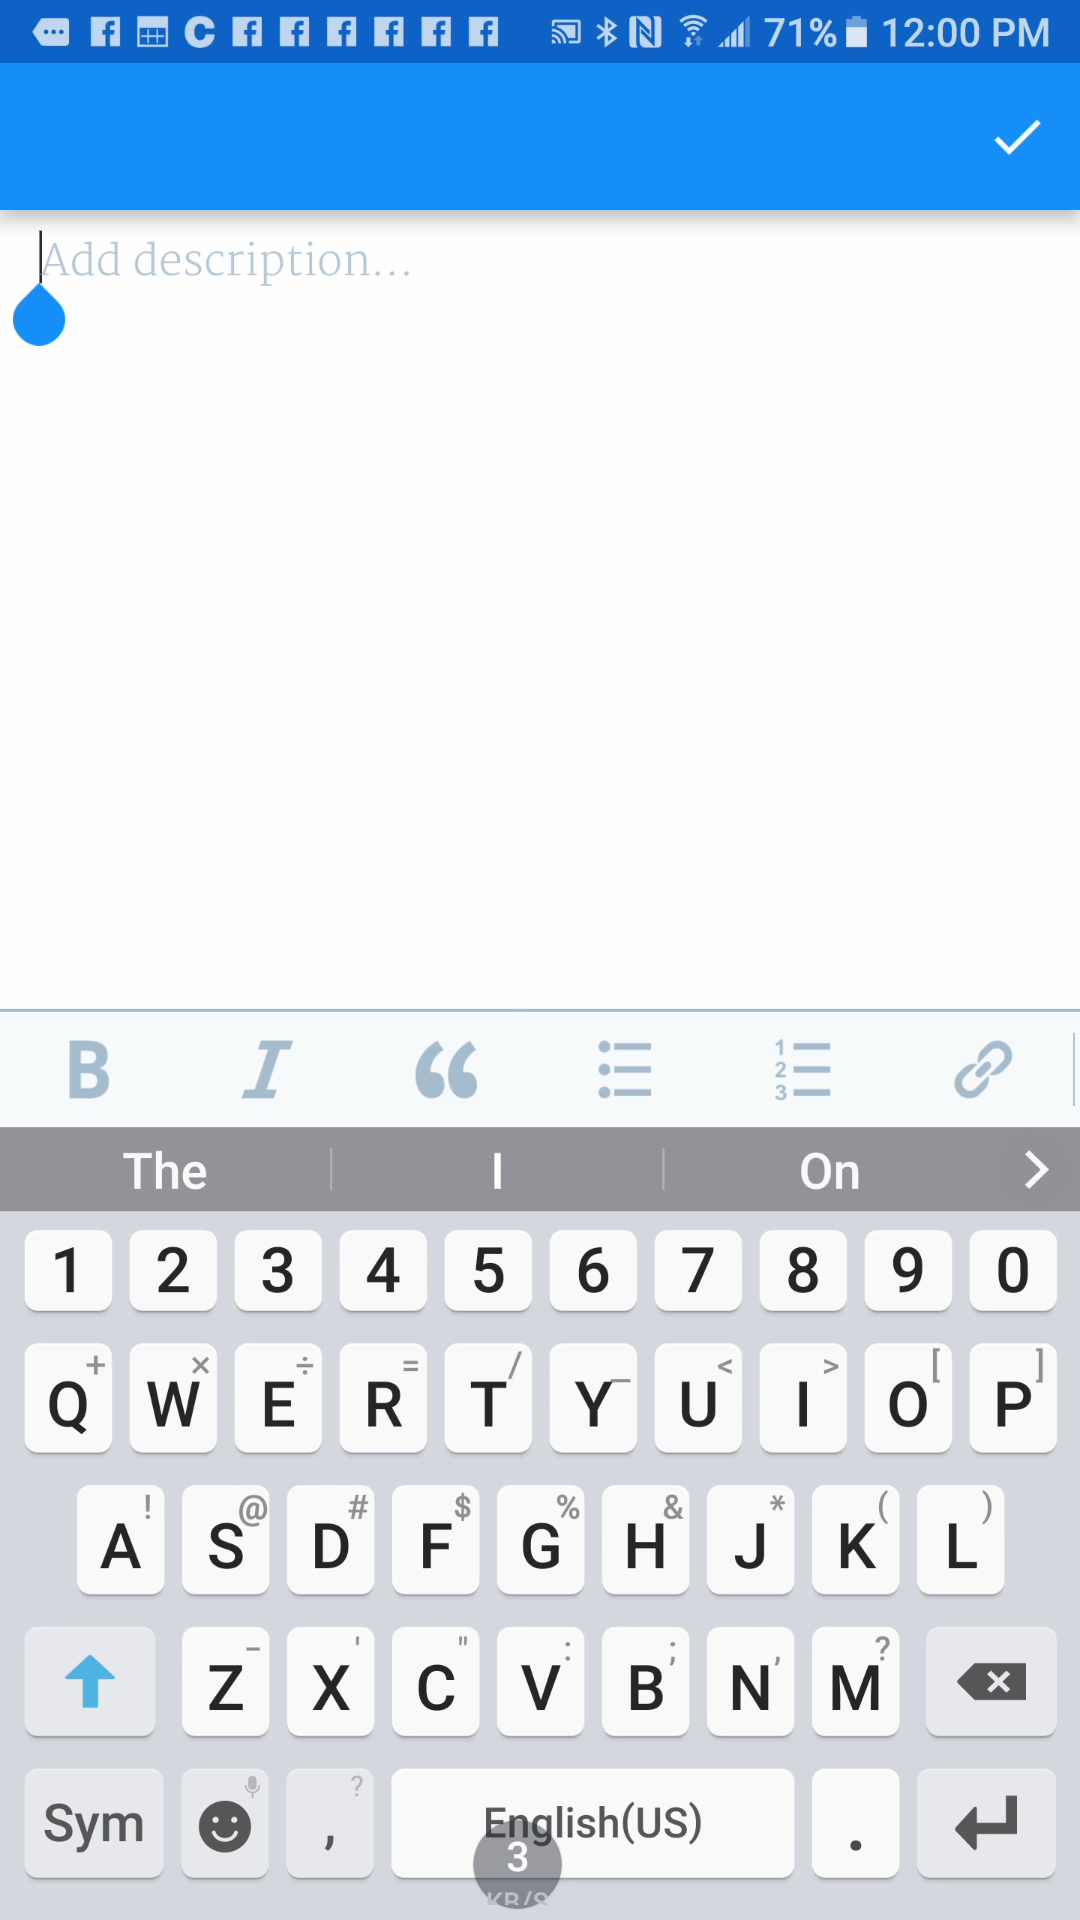 71% 12:00 PM
Add description...
B I
The I On
1 2 3 4 5 6 7 8 9 0
+ × ÷ = / _ < > [ ]
Q W E R T Y U I O P
! @ # $ % & * ( )
A S D F G H J K L
- ' " : ; , ?
Z X C V B N M
?
Sym , English(US) .
3
KB/S